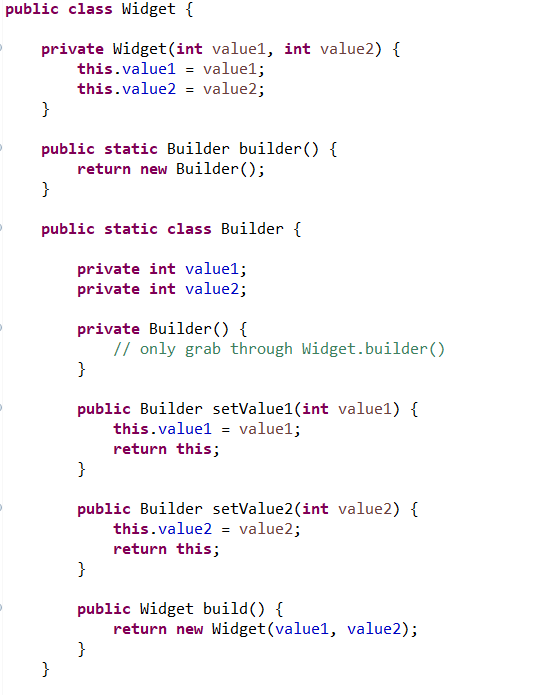 public class Widget {
private Widget(int value1, int value2) {
this.value1 = value1;
this.value2 = value2;
}
public static Builder builder() {
return new Builder();
}
public static class Builder {
private int value1;
private int value2;
private Builder() {
// only grab through Widget.builder()
}
public Builder setValue1(int value1) {
this.value1 = value1;
return this;
}
public Builder setValue2(int value2) {
this.value2 = value2;
return this;
}
public Widget build() {
return new Widget(value1, value2);
}
}